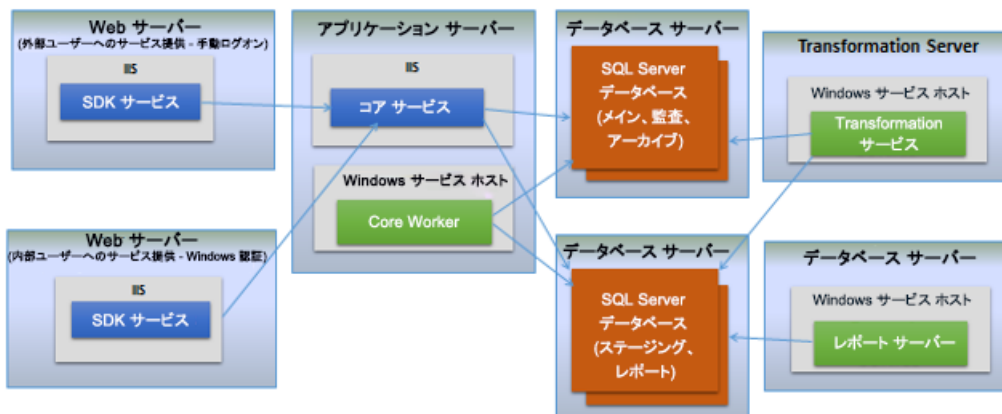 Web サーバー
(外部ユーザーへのサービス提供 - 手動ログオン)
IIS
SDK サービス
Web サーバー
(内部ユーザーへのサービス提供 - Windows 認証)
IIS
SDK サービス
アプリケーション サーバー
IIS
コア サービス
Windows サービス ホスト
Core Worker
データベース サーバー
SQL Server
データベース
(メイン、監査、
アーカイブ)
データベース サーバー
SQL Server
データベース
(ステージング、
レポート)
Transformation Server
Windows サービス ホスト
Transformation
サービス
データベース サーバー
Windows サービス ホスト
レポート サーバー